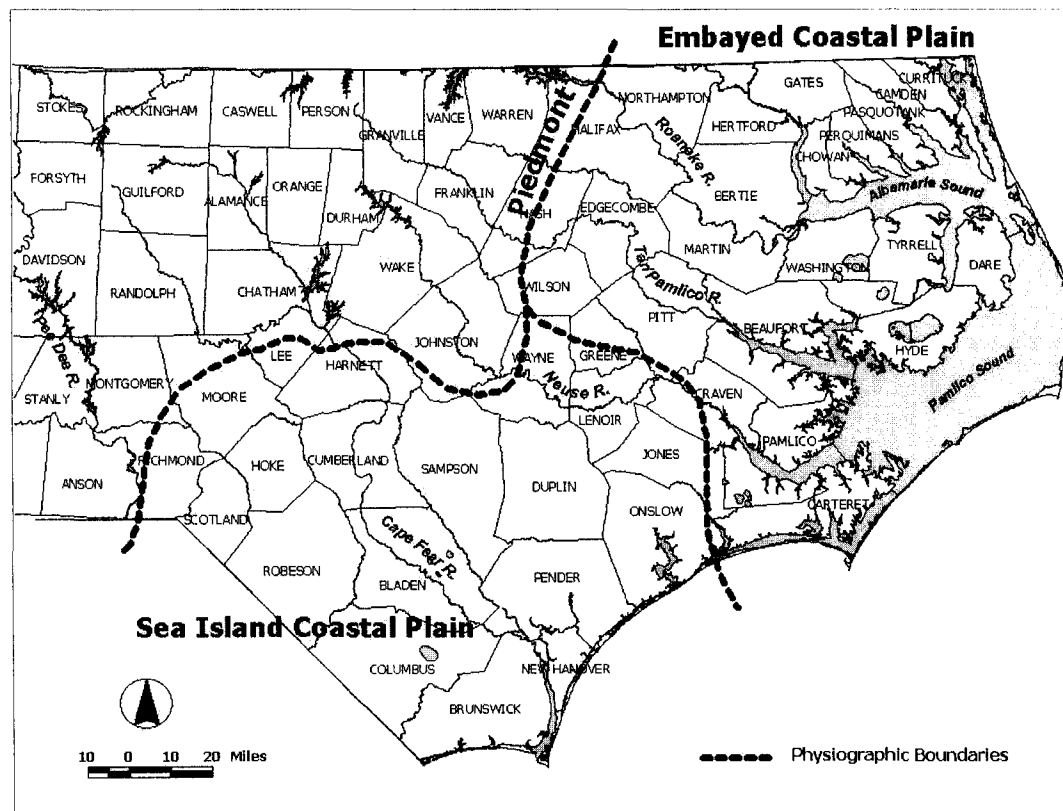 Embayed Coastal Plain
STOKES
ROCKINGHAM
CASWELL
PERSON
GRANVILLE
VANCE
WARREN
Piedmont
HALIFAX
NORTHAMPTON
GATES
CURRITUCK
CAMDEN
PASQUOTANK
HERTFORD
PERQUIMANS
CHOWAN
Roanoke R.
FORSYTH
GUILFORD
ALAMANCE
ORANGE
DURHAM
FRANKLIN
NASH
EDGECOMBE
BERTIE
Albemarle Sound
DAVIDSON
RANDOLPH
CHATHAM
WAKE
WILSON
MARTIN
WASHINGTON
TYRRELL
DARE
Tar/Pamlico R.
PITT
BEAUFORT
HYDE
Pamlico Sound
Pee Dee R.
STANLY
MONTGOMERY
MOORE
LEE
HARNETT
JOHNSTON
WAYNE
GREENE
Neuse R.
LENOIR
CRAVEN
PAMLICO
ANSON
RICHMOND
HOKE
CUMBERLAND
SAMPSON
DUPLIN
JONES
ONSLOW
CARTERET
SCOTLAND
ROBESON
Cape Fear R.
BLADEN
PENDER
Sea Island Coastal Plain
COLUMBUS
NEW HANOVER
BRUNSWICK
10 0 10 20 Miles
Physiographic Boundaries